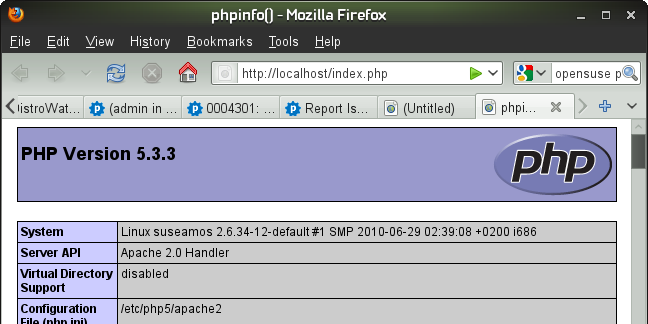 phpinfo() - Mozilla Firefox
File Edit View History Bookmarks Tools Help
http://localhost/index.php
opensuse p
istroWat...
(admin in ...
0004301: ...
Report Is...
(Untitled)
phpi...
PHP Version 5.3.3
php
System Linux suseamos 2.6.34-12-default #1 SMP 2010-06-29 02:39:08 +0200 i686
Server API Apache 2.0 Handler
Virtual Directory disabled
Support
Configuration /etc/php5/apache2
File (php.ini)